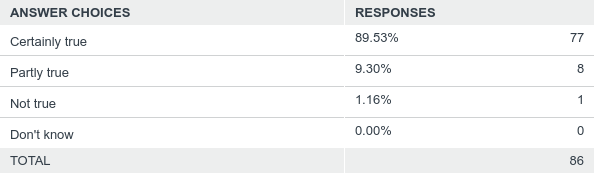 ANSWER CHOICES RESPONSES
Certainly true 89.53% 77
Partly true 9.30% 8
Not true 1.16% 1
Don't know 0.00% 0
TOTAL 86